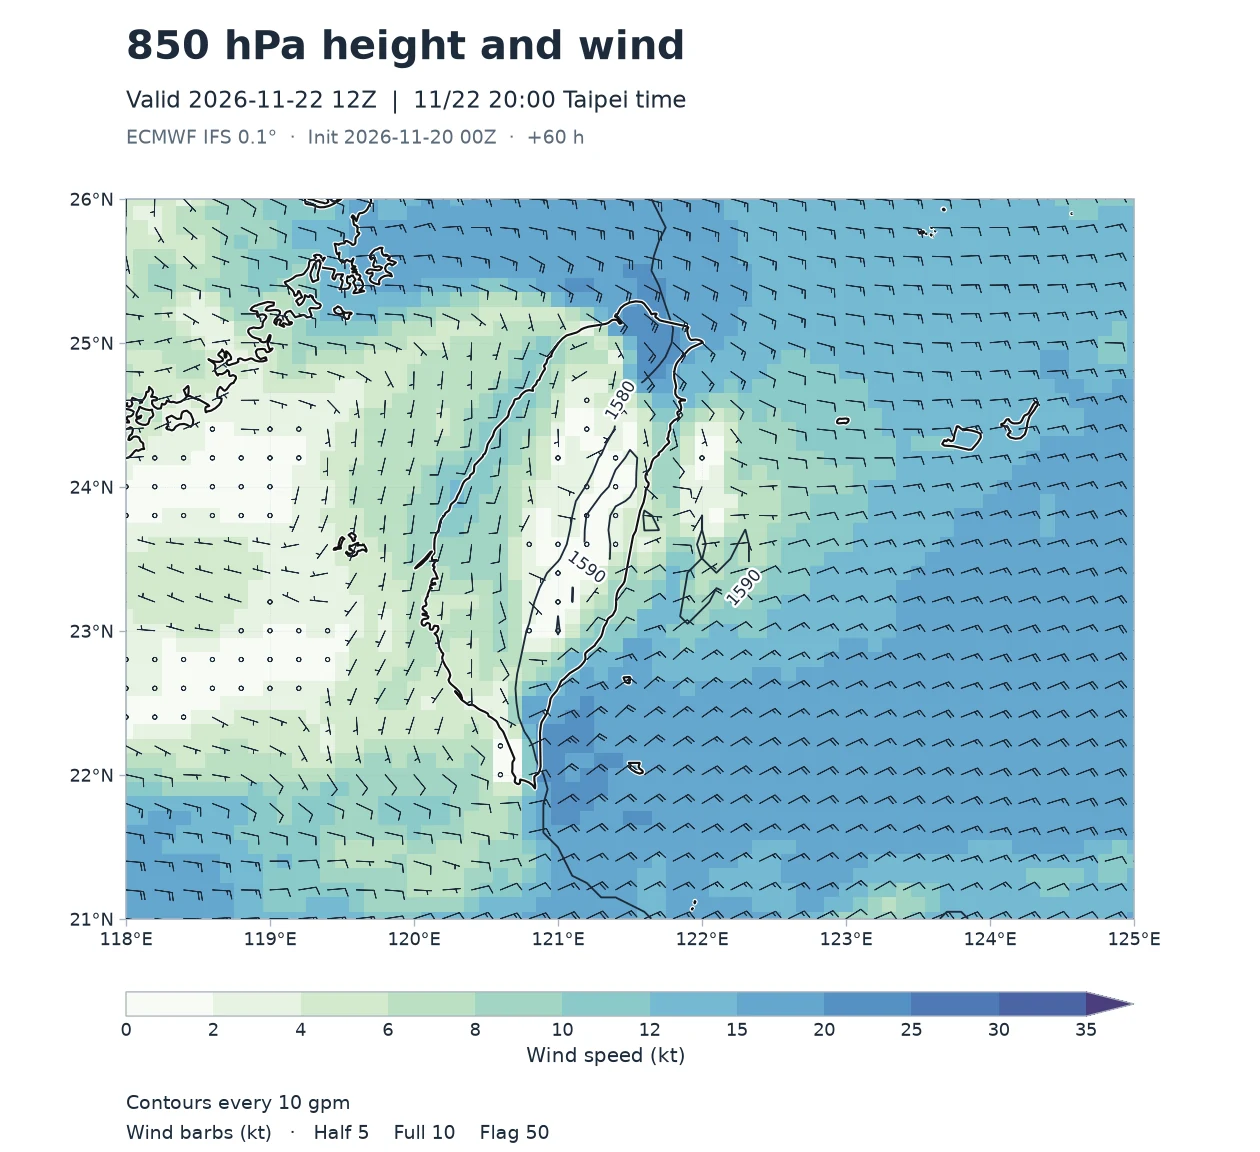 850 hPa height and wind
Valid 2026-11-22 12Z | 11/22 20:00 Taipei time
ECMWF IFS 0.1° · Init 2026-11-20 00Z · +60 h
26°N
25°N
24°N
23°N
22°N
21°N
1580
1590
1590
118°E 119°E 120°E 121°E 122°E 123°E 124°E 125°E
0 2 4 6 8 10 12 15 20 25 30 35
Wind speed (kt)
Contours every 10 gpm
Wind barbs (kt) · Half 5 Full 10 Flag 50